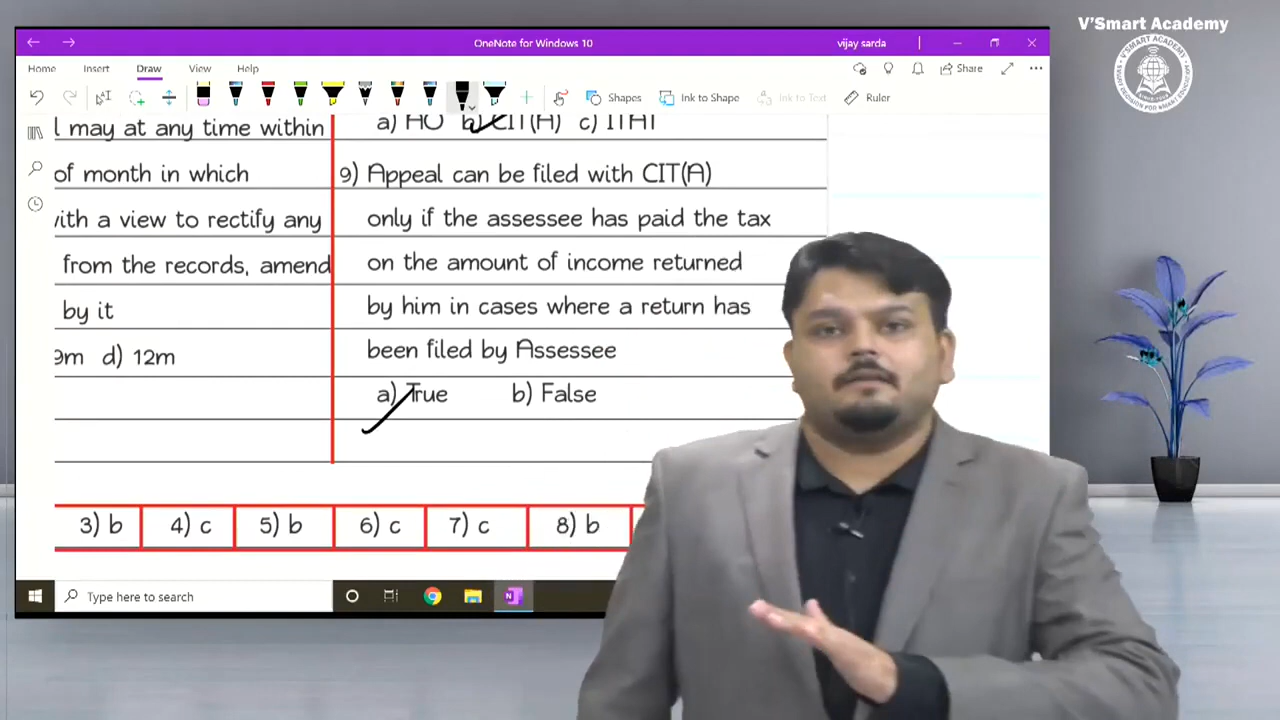 V'Smart Academy
OneNote for Windows 10
vijay sarda
Home Insert Draw View Help
Share
Shapes
Ink to Shape
Ink to Text
Ruler
l may at any time within
of month in which
with a view to rectify any
from the records, amend
by it
9m d) 12m
a) AO b) CIT(A) c) ITAT
9) Appeal can be filed with CIT(A)
only if the assessee has paid the tax
on the amount of income returned
by him in cases where a return has
been filed by Assessee
a) True b) False
3) b 4) c 5) b 6) c 7) c 8) b
Type here to search